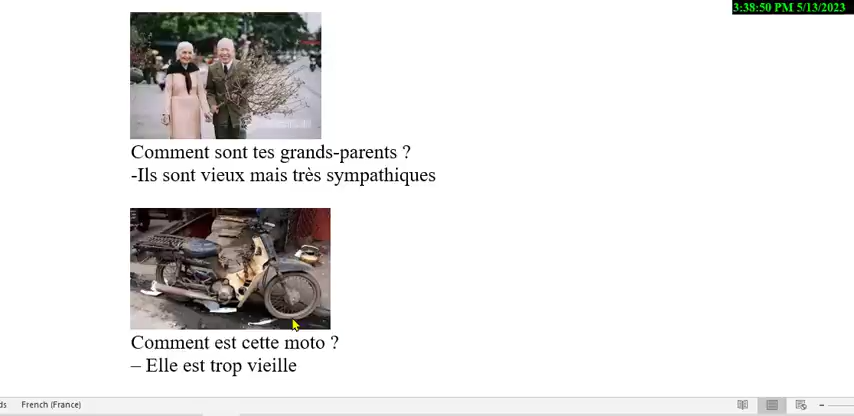 3:38:50 PM 5/13/2023
Comment sont tes grands-parents ?
-Ils sont vieux mais très sympathiques
Comment est cette moto ?
– Elle est trop vieille
ds French (France)